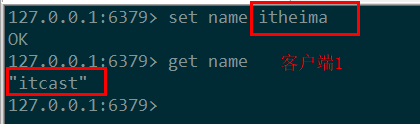 127.0.0.1:6379> set name itheima
OK
127.0.0.1:6379> get name 客户端1
"itcast"
127.0.0.1:6379>